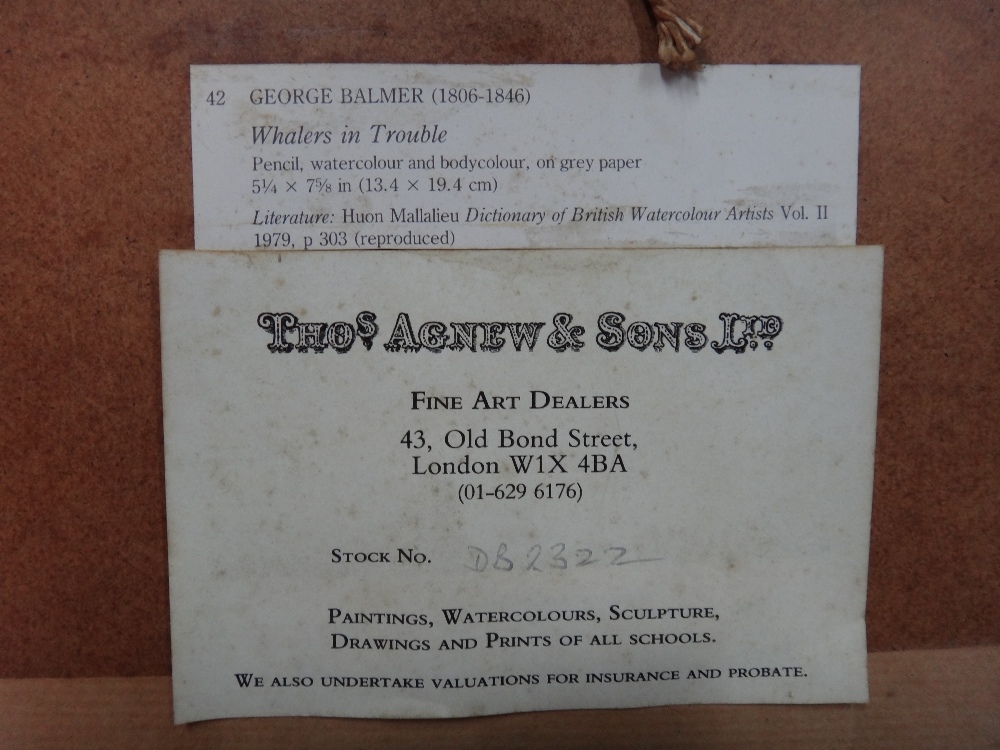 42 GEORGE BALMER (1806-1846)
Whalers in Trouble
Pencil, watercolour and bodycolour, on grey paper
5¼ × 7⅝ in (13.4 × 19.4 cm)
Literature: Huon Mallalieu Dictionary of British Watercolour Artists Vol. II
1979, p 303 (reproduced)
THOS AGNEW & SONS LTD
FINE ART DEALERS
43, Old Bond Street,
London W1X 4BA
(01-629 6176)
STOCK NO. DB2322
PAINTINGS, WATERCOLOURS, SCULPTURE,
DRAWINGS AND PRINTS OF ALL SCHOOLS.
WE ALSO UNDERTAKE VALUATIONS FOR INSURANCE AND PROBATE.